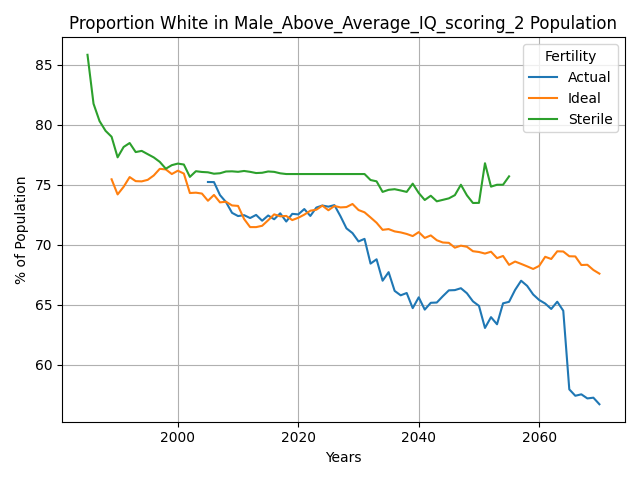 Proportion White in Male_Above_Average_IQ_scoring_2 Population
Fertility
Actual
Ideal
Sterile
% of Population
85
80
75
70
65
60
2000
2020
2040
2060
Years